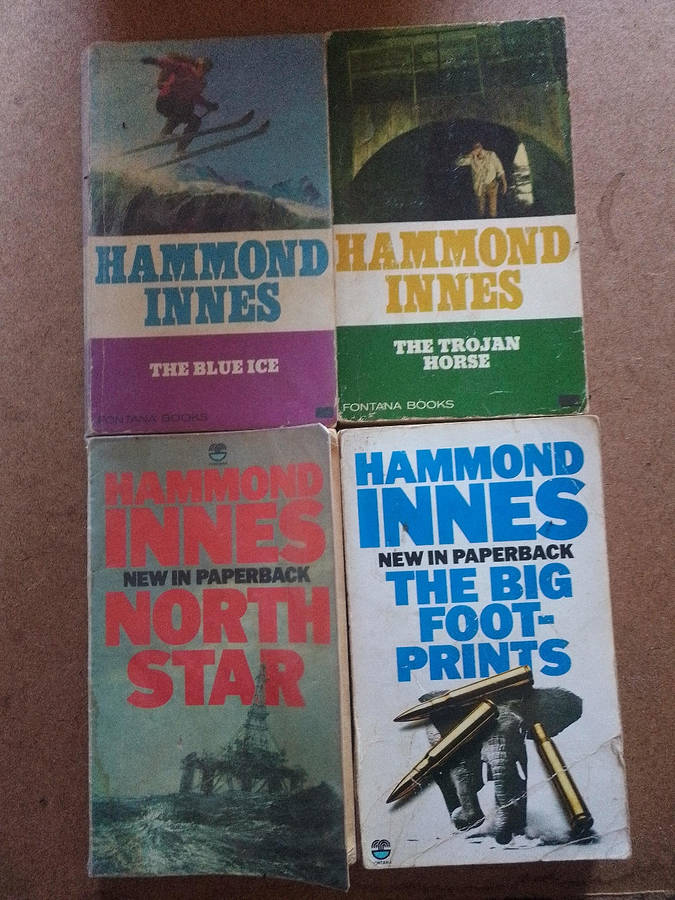 HAMMOND
INNES
THE BLUE ICE
FONTANA BOOKS
HAMMOND
INNES
THE TROJAN
HORSE
FONTANA BOOKS
HAMMOND
INNES
NEW IN PAPERBACK
NORTH
STAR
HAMMOND
INNES
NEW IN PAPERBACK
THE BIG
FOOT-
PRINTS
FONTANA